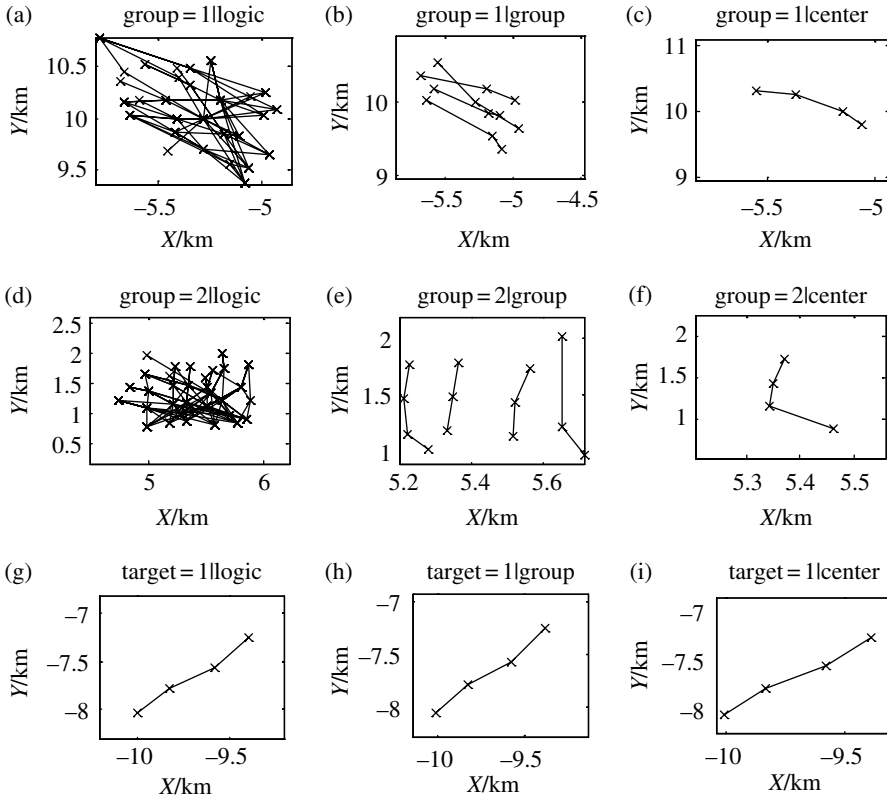 (a) group = 1|logic
10.5
10
9.5
Y/km
−5.5 −5
X/km
(b) group = 1|group
10
9
Y/km
−5.5 −5 −4.5
X/km
(c) group = 1|center
11
10
9
Y/km
−5.5 −5
X/km
(d) group = 2|logic
2.5
2
1.5
1
0.5
Y/km
5 6
X/km
(e) group = 2|group
2
1.5
1
Y/km
5.2 5.4 5.6
X/km
(f) group = 2|center
2
1.5
1
Y/km
5.3 5.4 5.5
X/km
(g) target = 1|logic
−7
−7.5
−8
Y/km
−10 −9.5
X/km
(h) target = 1|group
−7
−7.5
−8
Y/km
−10 −9.5
X/km
(i) target = 1|center
−7
−7.5
−8
Y/km
−10 −9.5
X/km